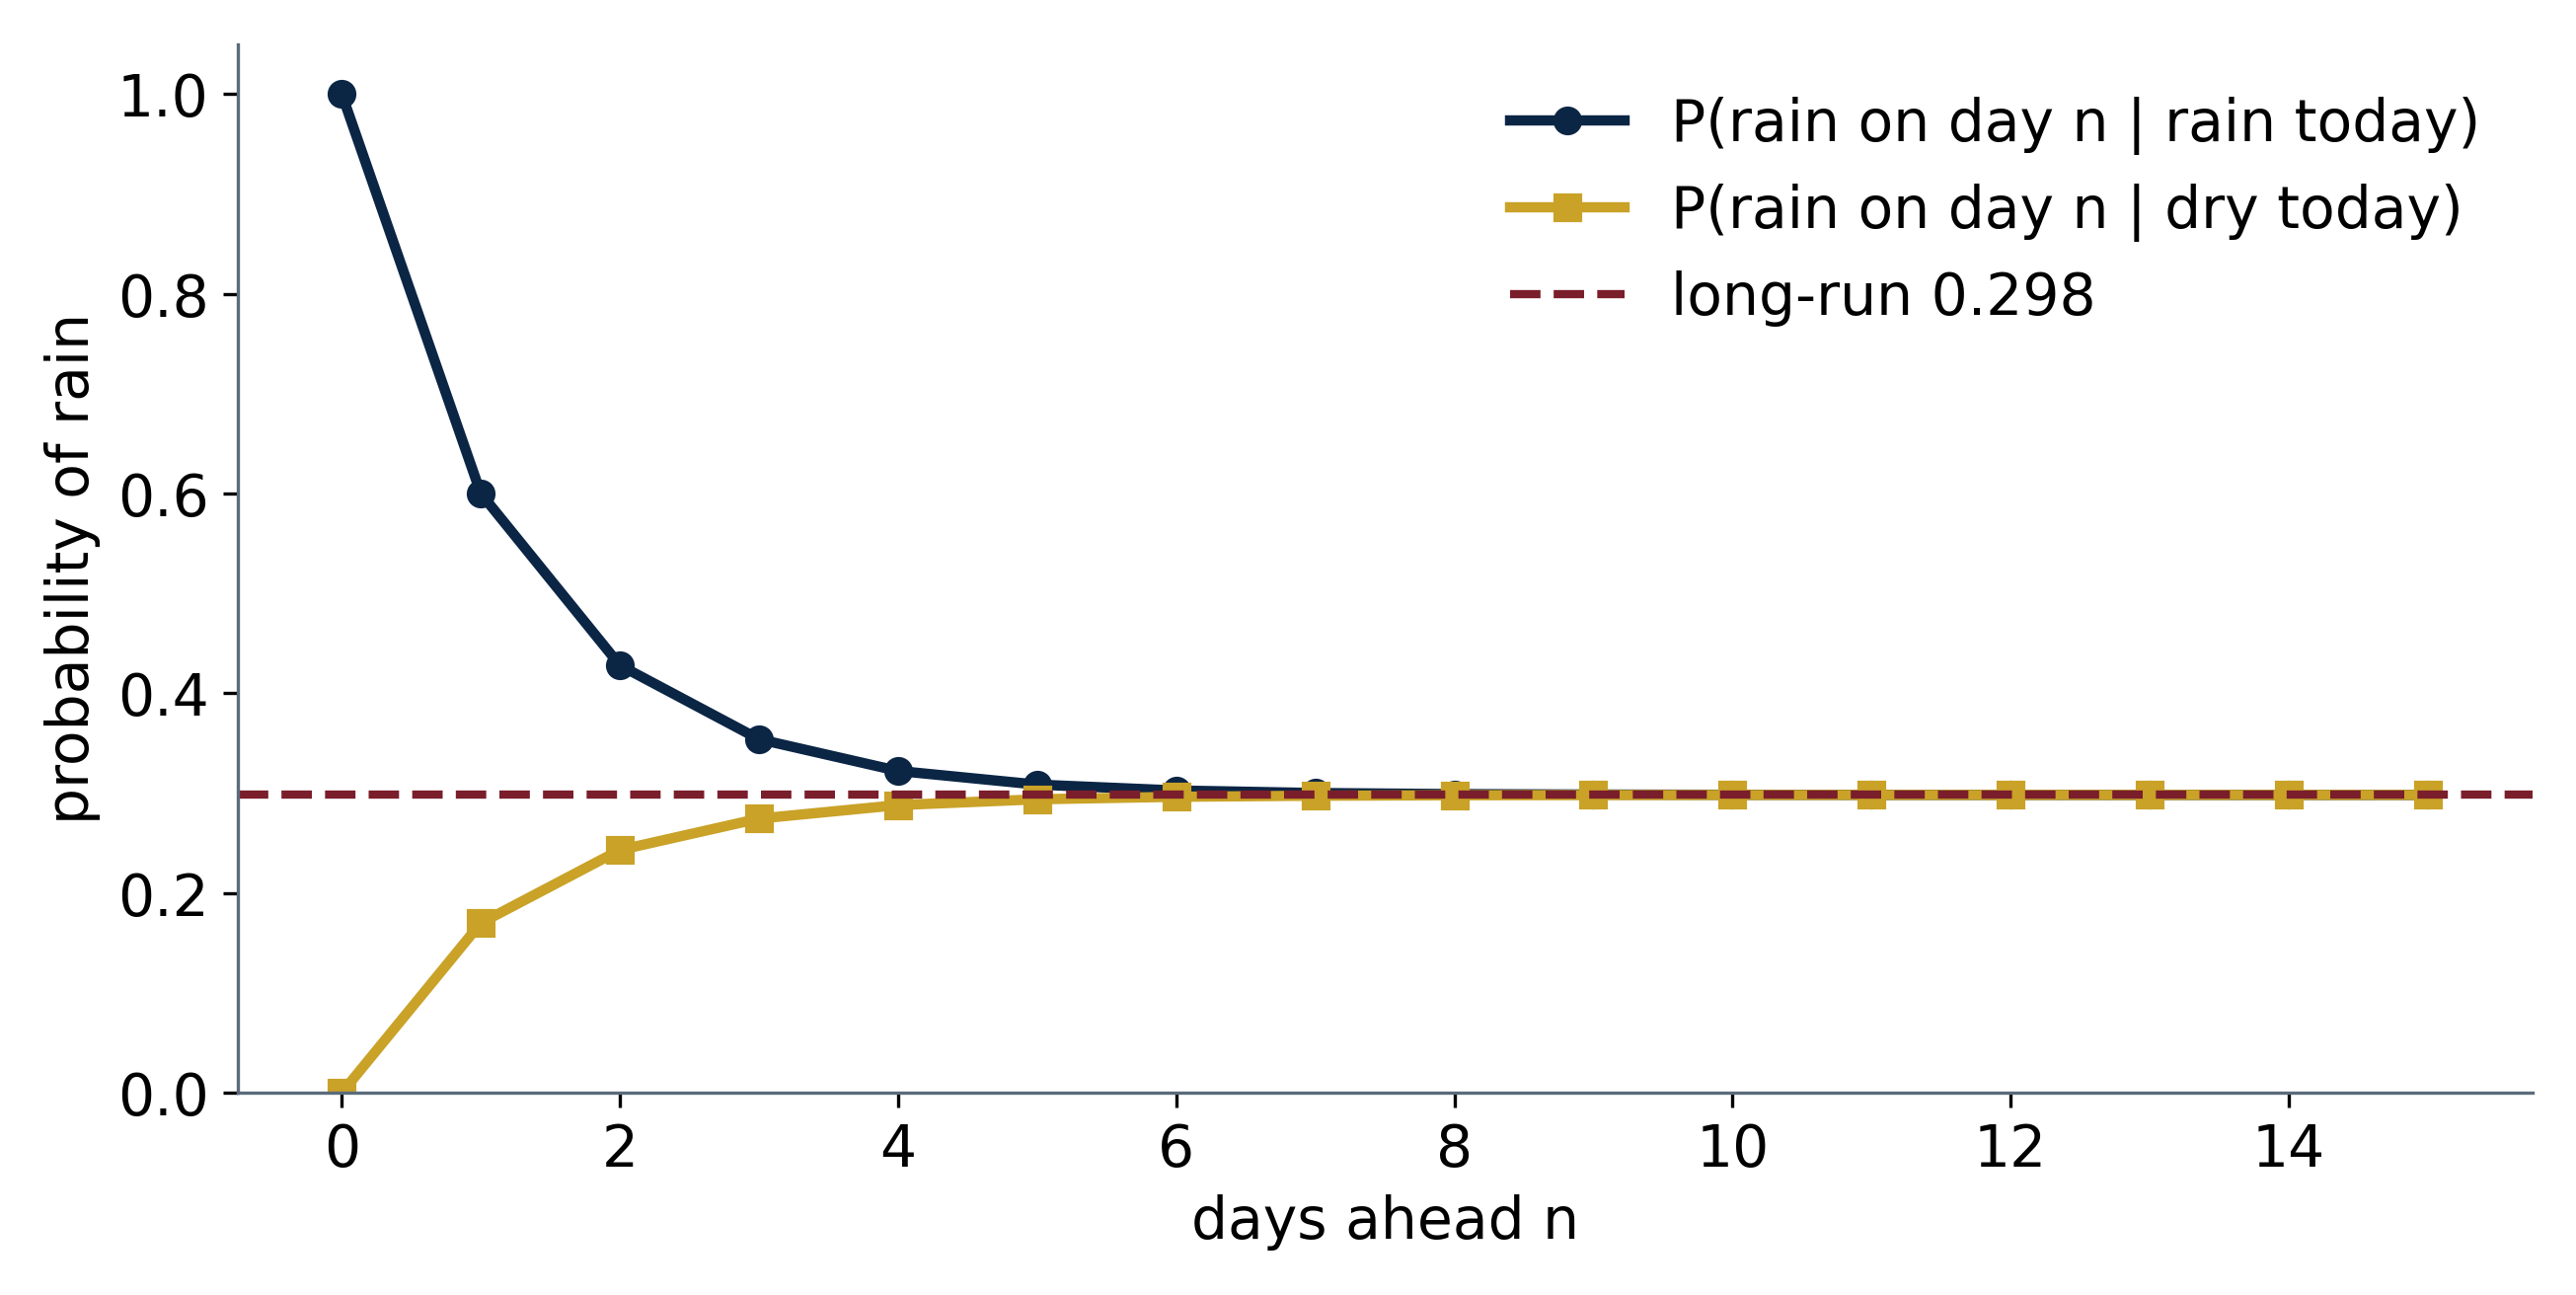 P(rain on day n | rain today)
P(rain on day n | dry today)
long-run 0.298
probability of rain
1.0
0.8
0.6
0.4
0.2
0.0
0 2 4 6 8 10 12 14
days ahead n